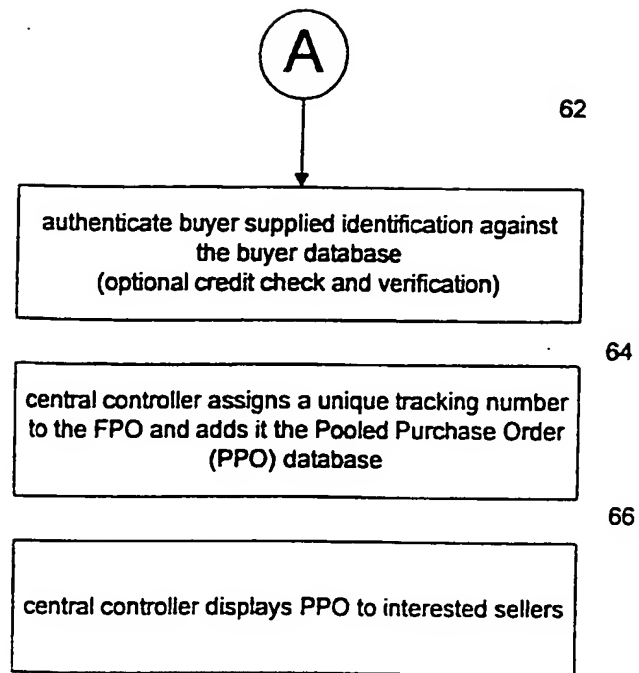 A
62
authenticate buyer supplied identification against
the buyer database
(optional credit check and verification)
64
central controller assigns a unique tracking number
to the FPO and adds it the Pooled Purchase Order
(PPO) database
66
central controller displays PPO to interested sellers